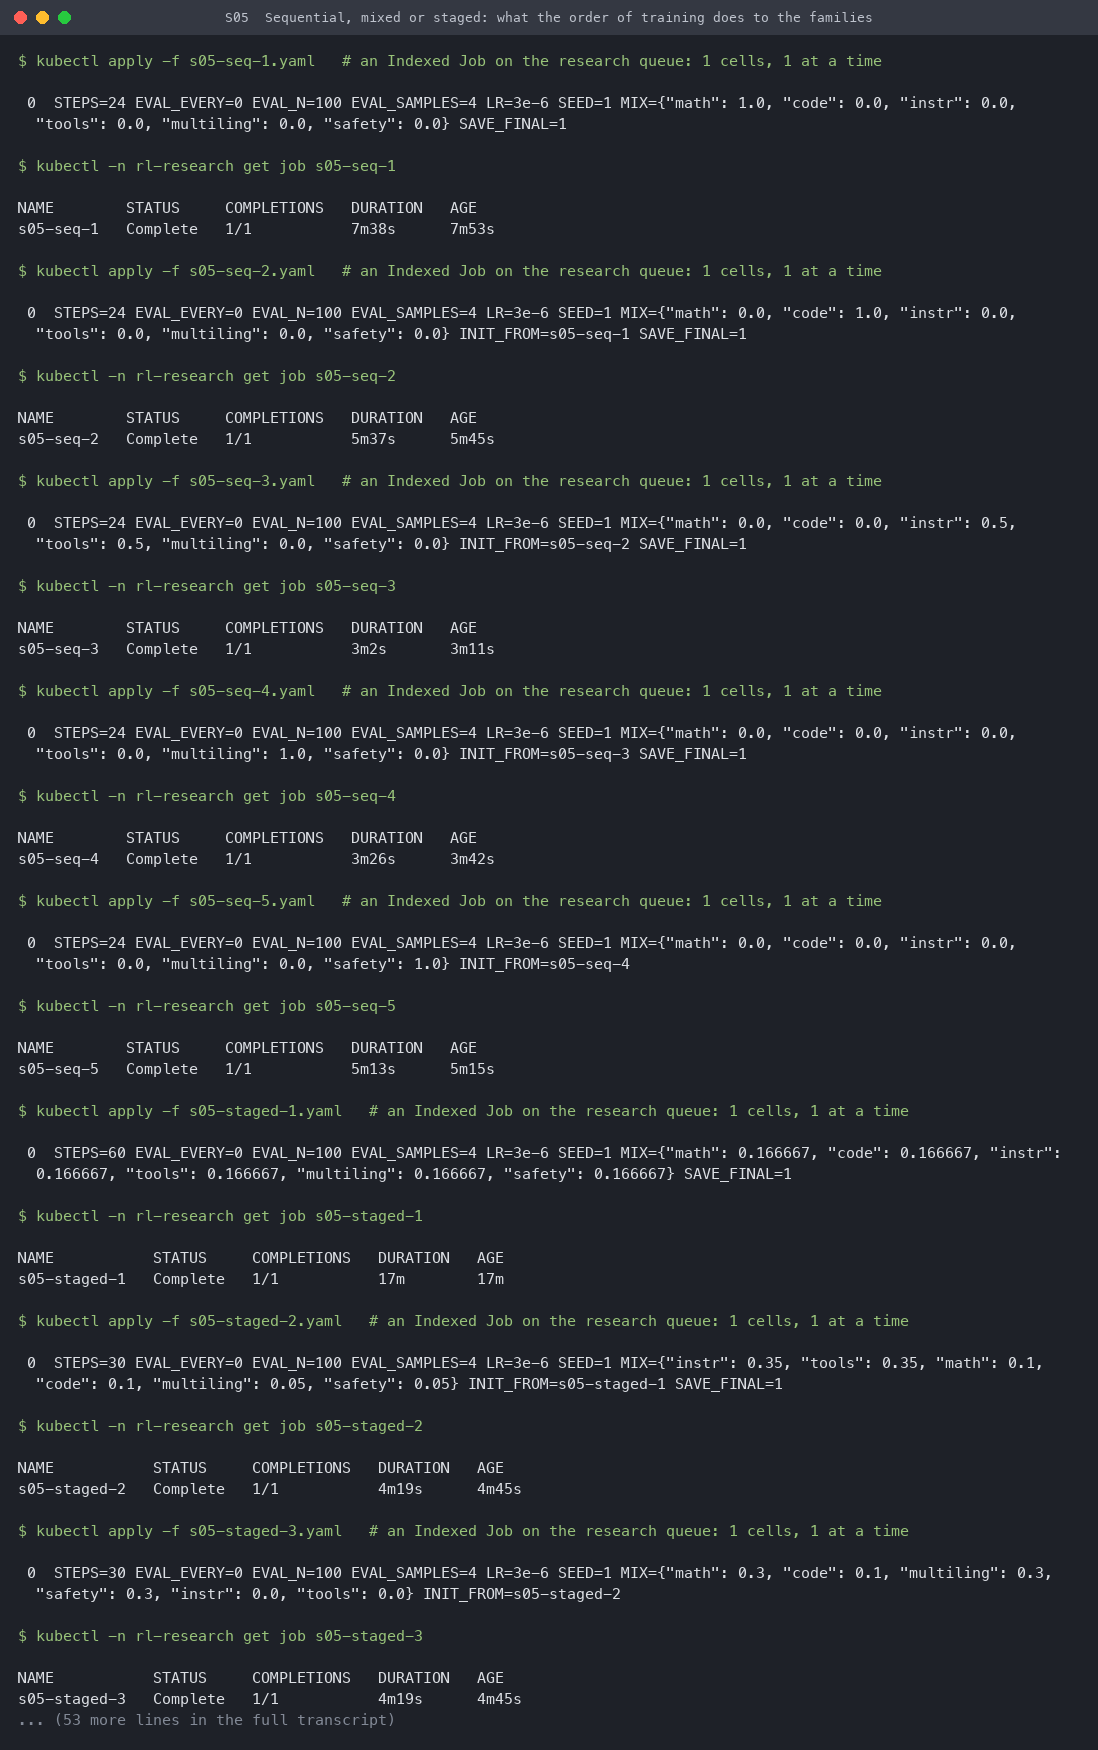 S05  Sequential, mixed or staged: what the order of training does to the families
$ kubectl apply -f s05-seq-1.yaml   # an Indexed Job on the research queue: 1 cells, 1 at a time
0  STEPS=24 EVAL_EVERY=0 EVAL_N=100 EVAL_SAMPLES=4 LR=3e-6 SEED=1 MIX={"math": 1.0, "code": 0.0, "instr": 0.0,
"tools": 0.0, "multiling": 0.0, "safety": 0.0} SAVE_FINAL=1
$ kubectl -n rl-research get job s05-seq-1
NAME        STATUS     COMPLETIONS   DURATION   AGE
s05-seq-1   Complete   1/1           7m38s      7m53s
$ kubectl apply -f s05-seq-2.yaml   # an Indexed Job on the research queue: 1 cells, 1 at a time
0  STEPS=24 EVAL_EVERY=0 EVAL_N=100 EVAL_SAMPLES=4 LR=3e-6 SEED=1 MIX={"math": 0.0, "code": 1.0, "instr": 0.0,
"tools": 0.0, "multiling": 0.0, "safety": 0.0} INIT_FROM=s05-seq-1 SAVE_FINAL=1
$ kubectl -n rl-research get job s05-seq-2
NAME        STATUS     COMPLETIONS   DURATION   AGE
s05-seq-2   Complete   1/1           5m37s      5m45s
$ kubectl apply -f s05-seq-3.yaml   # an Indexed Job on the research queue: 1 cells, 1 at a time
0  STEPS=24 EVAL_EVERY=0 EVAL_N=100 EVAL_SAMPLES=4 LR=3e-6 SEED=1 MIX={"math": 0.0, "code": 0.0, "instr": 0.5,
"tools": 0.5, "multiling": 0.0, "safety": 0.0} INIT_FROM=s05-seq-2 SAVE_FINAL=1
$ kubectl -n rl-research get job s05-seq-3
NAME        STATUS     COMPLETIONS   DURATION   AGE
s05-seq-3   Complete   1/1           3m2s       3m11s
$ kubectl apply -f s05-seq-4.yaml   # an Indexed Job on the research queue: 1 cells, 1 at a time
0  STEPS=24 EVAL_EVERY=0 EVAL_N=100 EVAL_SAMPLES=4 LR=3e-6 SEED=1 MIX={"math": 0.0, "code": 0.0, "instr": 0.0,
"tools": 0.0, "multiling": 1.0, "safety": 0.0} INIT_FROM=s05-seq-3 SAVE_FINAL=1
$ kubectl -n rl-research get job s05-seq-4
NAME        STATUS     COMPLETIONS   DURATION   AGE
s05-seq-4   Complete   1/1           3m26s      3m42s
$ kubectl apply -f s05-seq-5.yaml   # an Indexed Job on the research queue: 1 cells, 1 at a time
0  STEPS=24 EVAL_EVERY=0 EVAL_N=100 EVAL_SAMPLES=4 LR=3e-6 SEED=1 MIX={"math": 0.0, "code": 0.0, "instr": 0.0,
"tools": 0.0, "multiling": 0.0, "safety": 1.0} INIT_FROM=s05-seq-4
$ kubectl -n rl-research get job s05-seq-5
NAME        STATUS     COMPLETIONS   DURATION   AGE
s05-seq-5   Complete   1/1           5m13s      5m15s
$ kubectl apply -f s05-staged-1.yaml   # an Indexed Job on the research queue: 1 cells, 1 at a time
0  STEPS=60 EVAL_EVERY=0 EVAL_N=100 EVAL_SAMPLES=4 LR=3e-6 SEED=1 MIX={"math": 0.166667, "code": 0.166667, "instr":
0.166667, "tools": 0.166667, "multiling": 0.166667, "safety": 0.166667} SAVE_FINAL=1
$ kubectl -n rl-research get job s05-staged-1
NAME           STATUS     COMPLETIONS   DURATION   AGE
s05-staged-1   Complete   1/1           17m        17m
$ kubectl apply -f s05-staged-2.yaml   # an Indexed Job on the research queue: 1 cells, 1 at a time
0  STEPS=30 EVAL_EVERY=0 EVAL_N=100 EVAL_SAMPLES=4 LR=3e-6 SEED=1 MIX={"instr": 0.35, "tools": 0.35, "math": 0.1,
"code": 0.1, "multiling": 0.05, "safety": 0.05} INIT_FROM=s05-staged-1 SAVE_FINAL=1
$ kubectl -n rl-research get job s05-staged-2
NAME           STATUS     COMPLETIONS   DURATION   AGE
s05-staged-2   Complete   1/1           4m19s      4m45s
$ kubectl apply -f s05-staged-3.yaml   # an Indexed Job on the research queue: 1 cells, 1 at a time
0  STEPS=30 EVAL_EVERY=0 EVAL_N=100 EVAL_SAMPLES=4 LR=3e-6 SEED=1 MIX={"math": 0.3, "code": 0.1, "multiling": 0.3,
"safety": 0.3, "instr": 0.0, "tools": 0.0} INIT_FROM=s05-staged-2
$ kubectl -n rl-research get job s05-staged-3
NAME           STATUS     COMPLETIONS   DURATION   AGE
s05-staged-3   Complete   1/1           4m19s      4m45s
... (53 more lines in the full transcript)